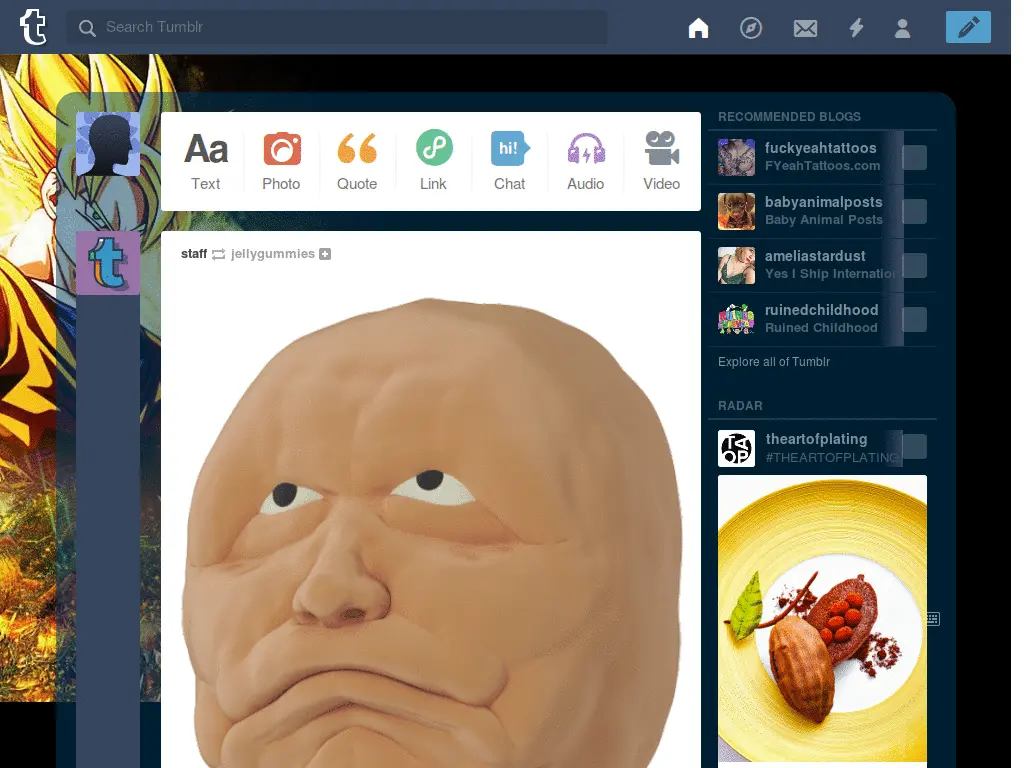 Search Tumblr
Aa
hi!
Text
Photo
Quote
Link
Chat
Audio
Video
staff jellygummies
RECOMMENDED BLOGS
fuckyeahtattoos
FYeahTattoos.com
babyanimalposts
Baby Animal Posts
ameliastardust
Yes I Ship Internatio
ruinedchildhood
Ruined Childhood
Explore all of Tumblr
RADAR
theartofplating
#THEARTOFPLATING